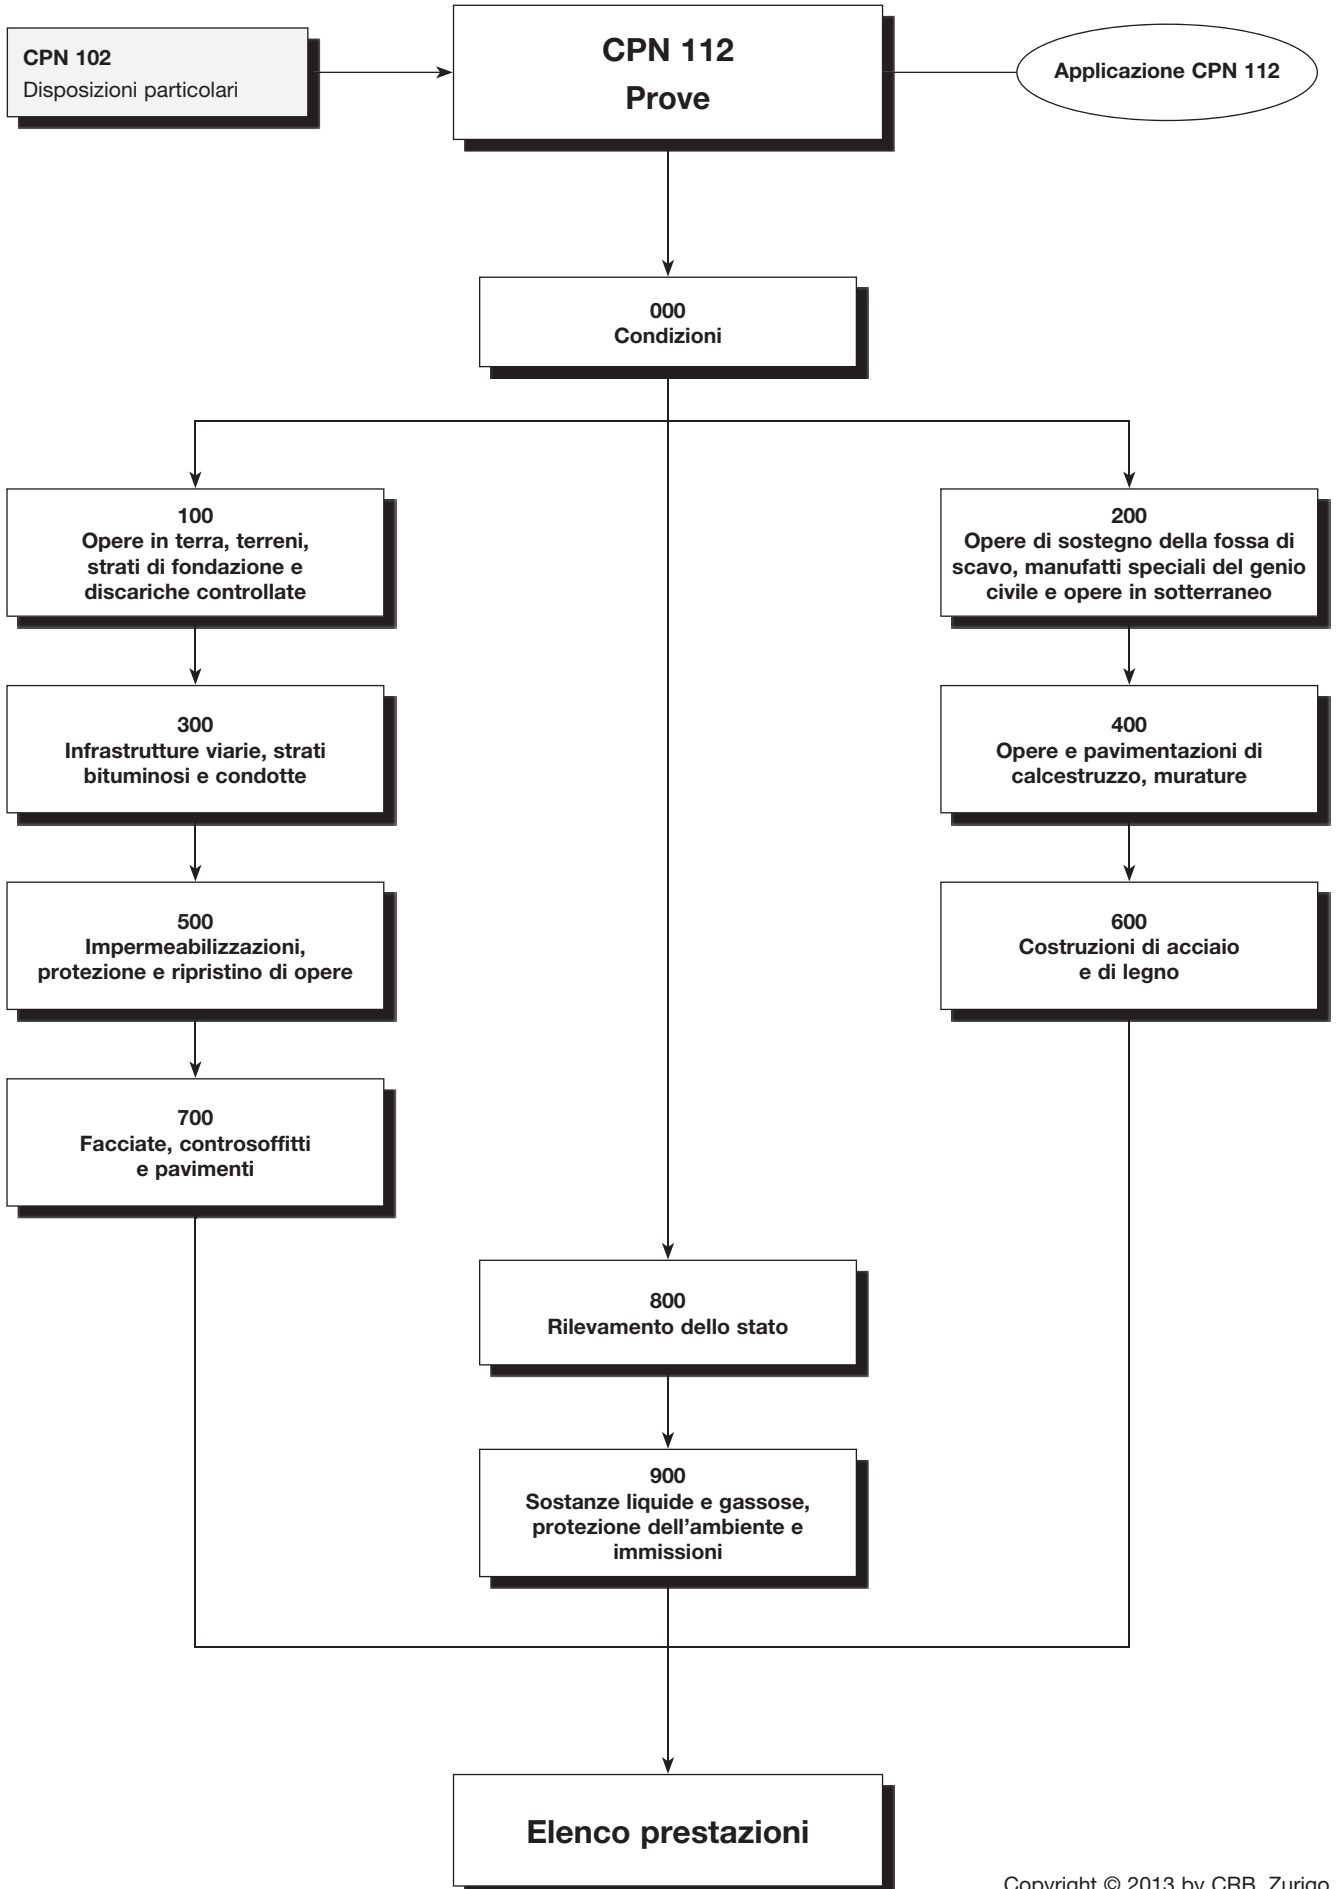 CPN 102
Disposizioni particolari
CPN 112
Prove
Applicazione CPN 112
000
Condizioni
100
Opere in terra, terreni,
strati di fondazione e
discariche controllate
200
Opere di sostegno della fossa di
scavo, manufatti speciali del genio
civile e opere in sotterraneo
300
Infrastrutture viarie, strati
bituminosi e condotte
400
Opere e pavimentazioni di
calcestruzzo, murature
500
Impermeabilizzazioni,
protezione e ripristino di opere
600
Costruzioni di acciaio
e di legno
700
Facciate, controsoffitti
e pavimenti
800
Rilevamento dello stato
900
Sostanze liquide e gassose,
protezione dell'ambiente e
immissioni
Elenco prestazioni
Copyright © 2013 by CRB, Zurigo